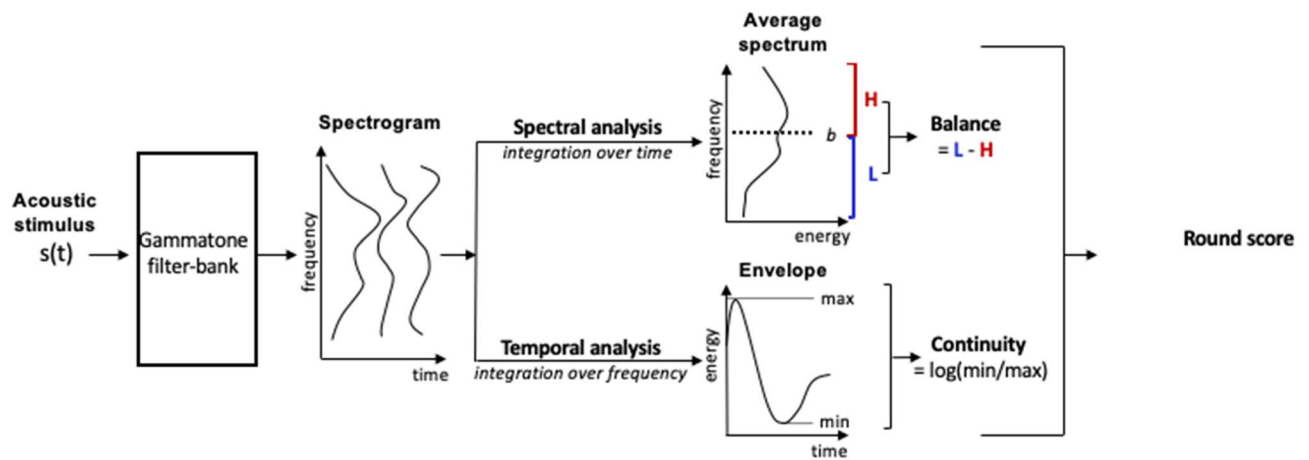 Acoustic
stimulus
s(t)
Gammatone
filter-bank
Spectrogram
frequency
time
Spectral analysis
integration over time
Temporal analysis
integration over frequency
Average
spectrum
frequency
energy
b
H
L
Balance
= L - H
Envelope
energy
max
min
time
Continuity
= log(min/max)
Round score